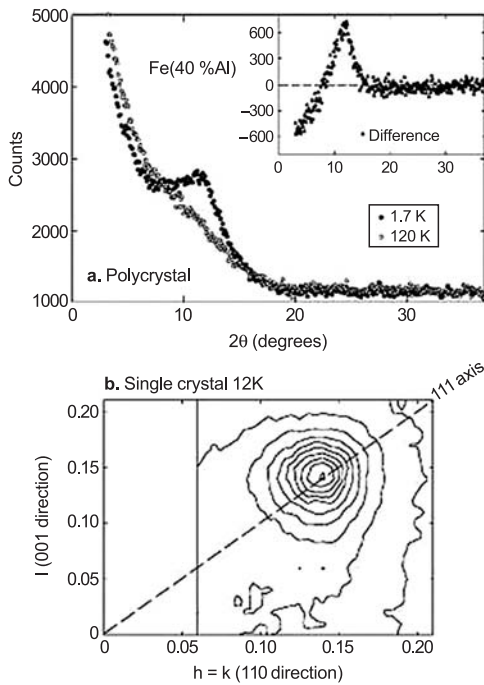 5000
4000
3000
2000
1000
Counts
Fe(40 %Al)
600
300
0
−300
−600
0 10 20 30
Difference
1.7 K
120 K
a. Polycrystal
0 10 20 30
2θ (degrees)
b. Single crystal 12K
111 axis
0.20
0.15
0.10
0.05
0
l (001 direction)
0 0.06 0.10 0.15 0.20
h = k (110 direction)